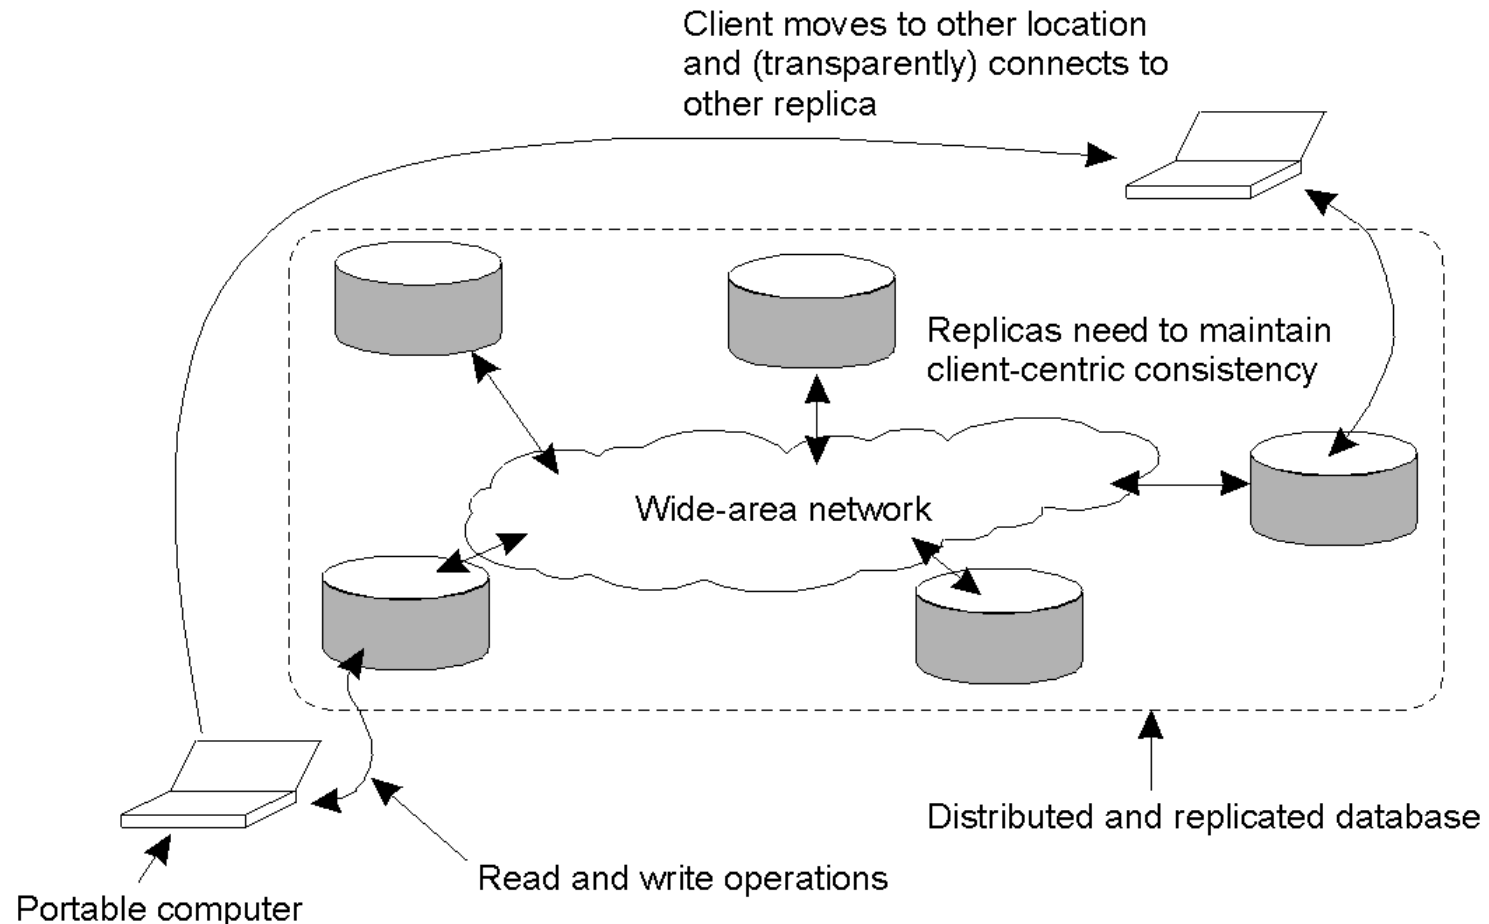 Client moves to other location
and (transparently) connects to
other replica
Replicas need to maintain
client-centric consistency
Wide-area network
Distributed and replicated database
Read and write operations
Portable computer